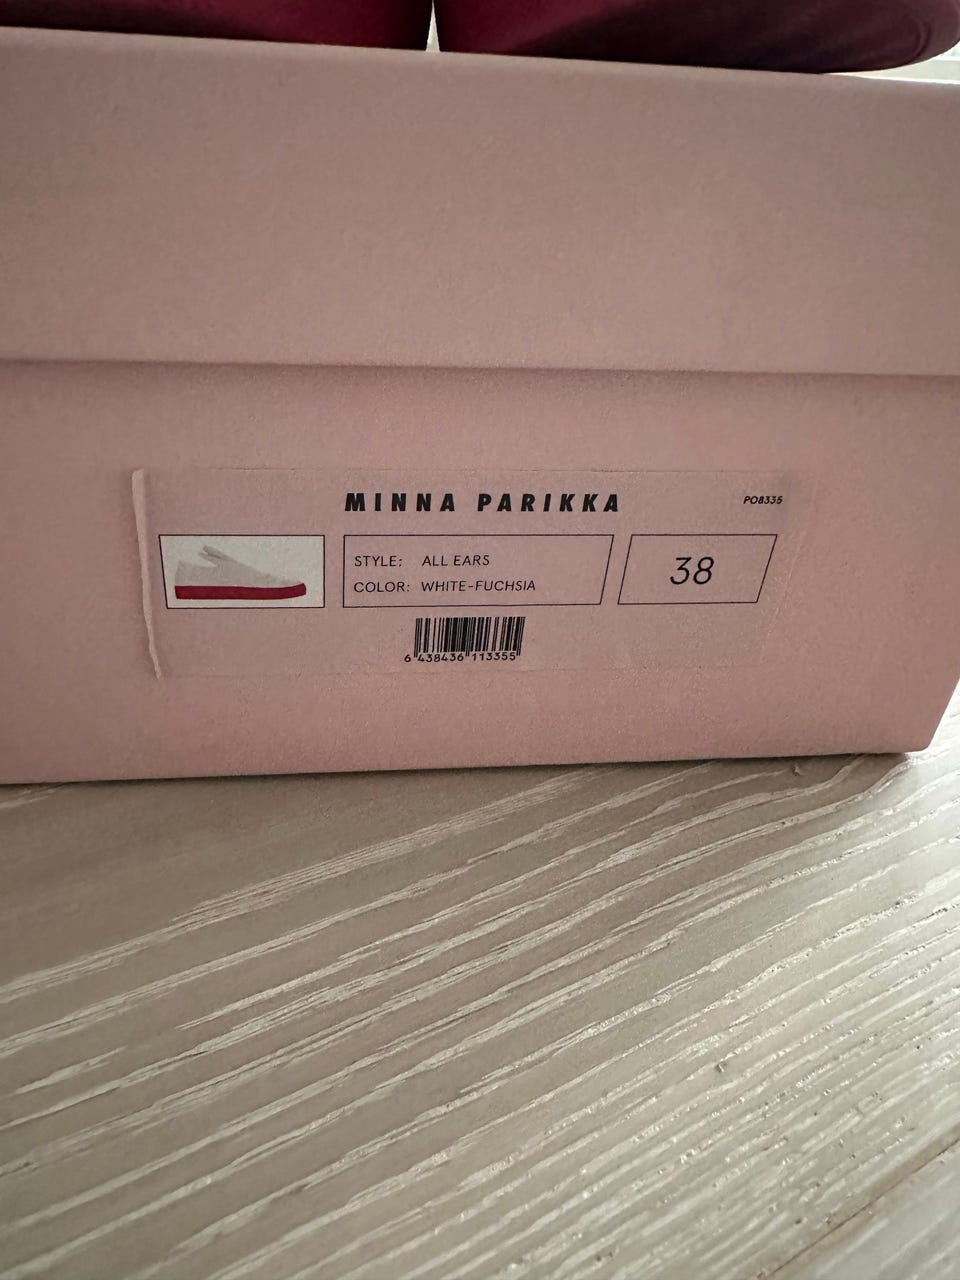 MINNA PARIKKA
PO8335
STYLE: ALL EARS
COLOR: WHITE-FUCHSIA
38
6 438436 113355